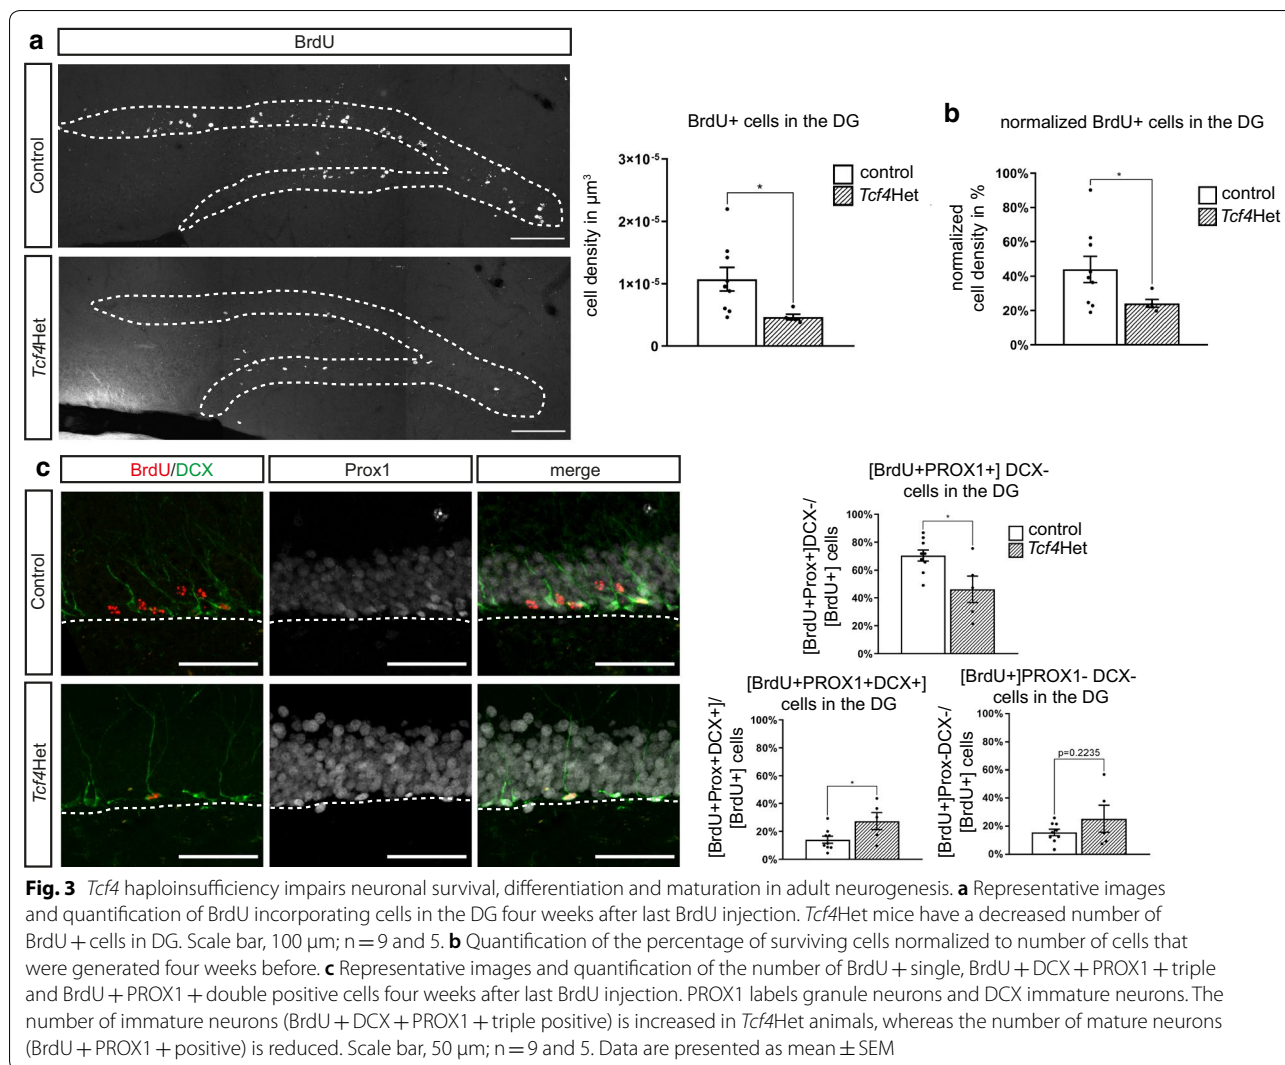 a
BrdU
Control
Tcf4Het
BrdU+ cells in the DG
cell density in µm³
3×10⁻⁵
2×10⁻⁵
1×10⁻⁵
0
*
control
Tcf4Het
b
normalized BrdU+ cells in the DG
normalized
cell density in %
100%
80%
60%
40%
20%
0%
*
control
Tcf4Het
c
BrdU/DCX
Prox1
merge
Control
Tcf4Het
[BrdU+PROX1+] DCX-
cells in the DG
[BrdU+Prox+]DCX-/
[BrdU+] cells
100%
80%
60%
40%
20%
0%
*
control
Tcf4Het
[BrdU+PROX1+DCX+]
cells in the DG
[BrdU+Prox+DCX+]/
[BrdU+] cells
100%
80%
60%
40%
20%
0%
*
[BrdU+]PROX1- DCX-
cells in the DG
[BrdU+]Prox-DCX-/
[BrdU+] cells
100%
80%
60%
40%
20%
0%
p=0.2235
Fig. 3 Tcf4 haploinsufficiency impairs neuronal survival, differentiation and maturation in adult neurogenesis. a Representative images
and quantification of BrdU incorporating cells in the DG four weeks after last BrdU injection. Tcf4Het mice have a decreased number of
BrdU + cells in DG. Scale bar, 100 µm; n = 9 and 5. b Quantification of the percentage of surviving cells normalized to number of cells that
were generated four weeks before. c Representative images and quantification of the number of BrdU + single, BrdU + DCX + PROX1 + triple
and BrdU + PROX1 + double positive cells four weeks after last BrdU injection. PROX1 labels granule neurons and DCX immature neurons. The
number of immature neurons (BrdU + DCX + PROX1 + triple positive) is increased in Tcf4Het animals, whereas the number of mature neurons
(BrdU + PROX1 + positive) is reduced. Scale bar, 50 µm; n = 9 and 5. Data are presented as mean ± SEM